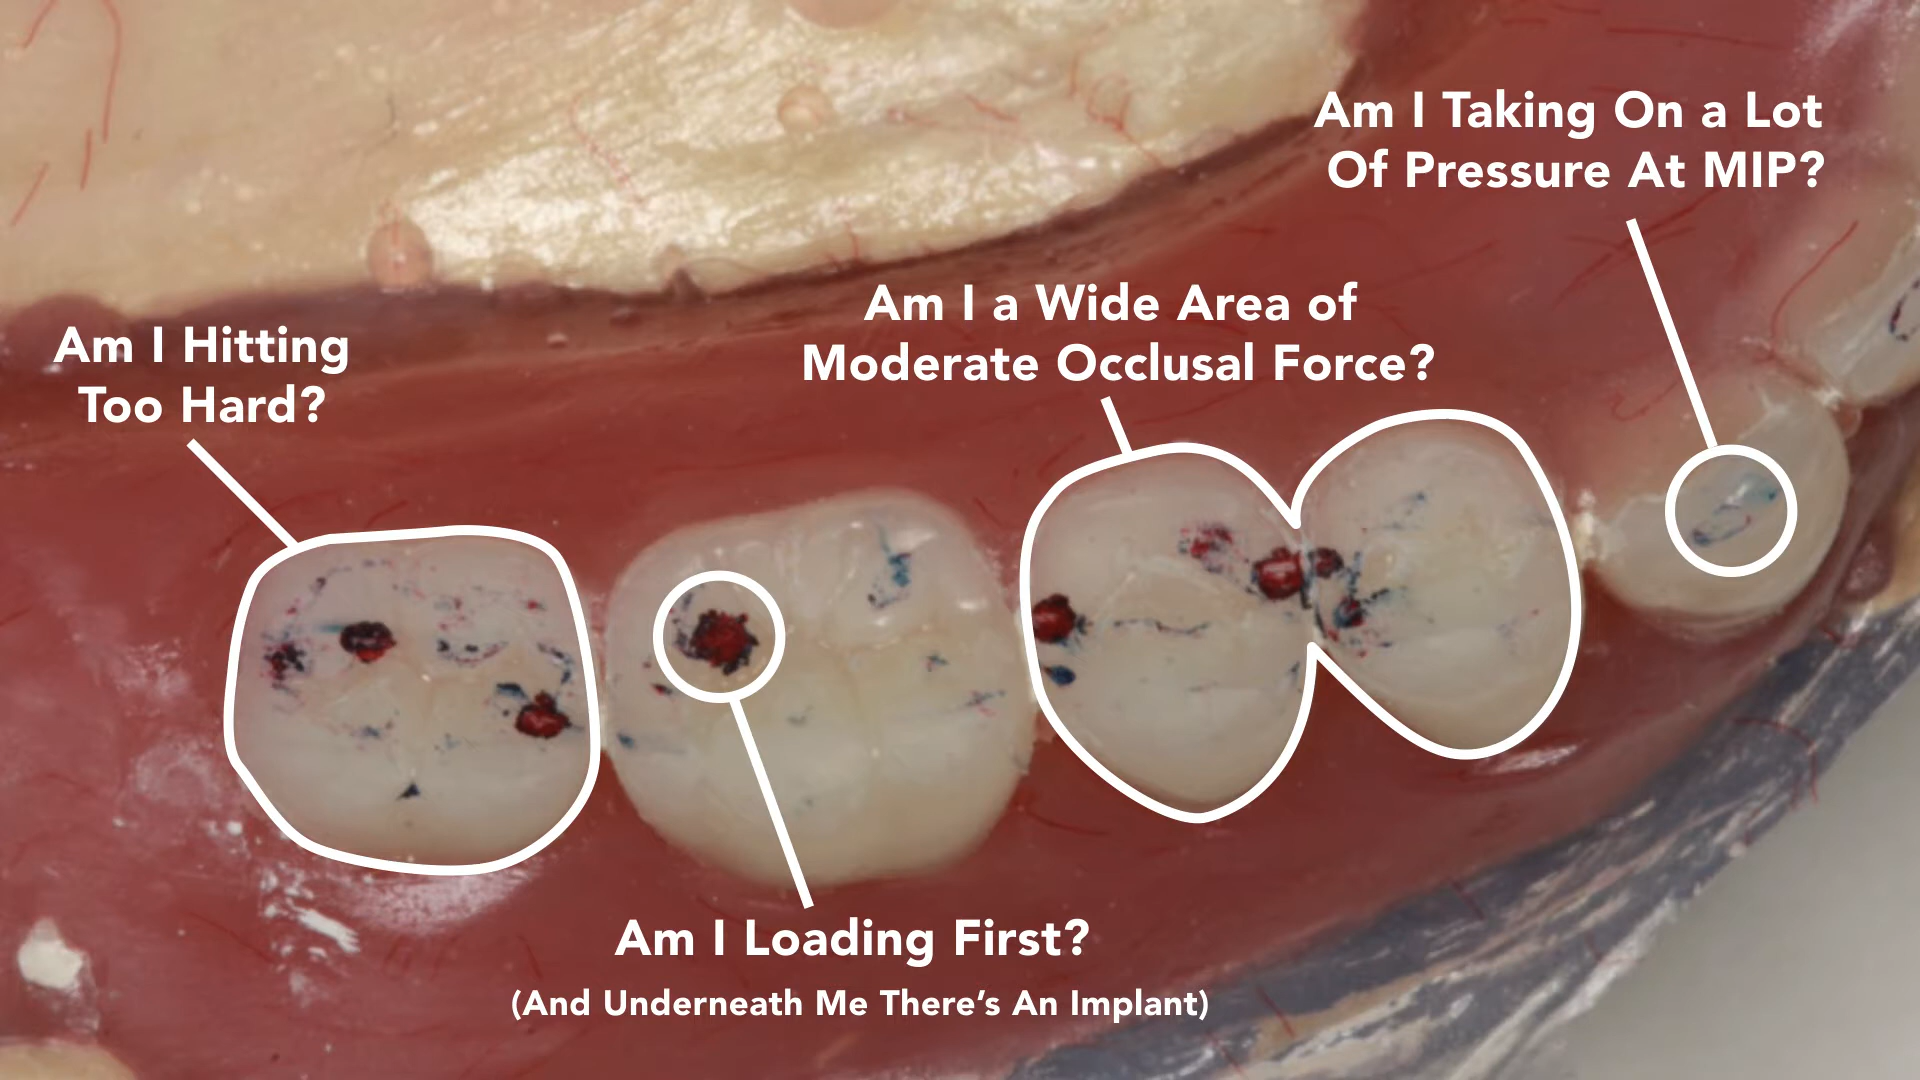 Am I Taking On a Lot
Of Pressure At MIP?
Am I a Wide Area of
Moderate Occlusal Force?
Am I Hitting
Too Hard?
Am I Loading First?
(And Underneath Me There’s An Implant)